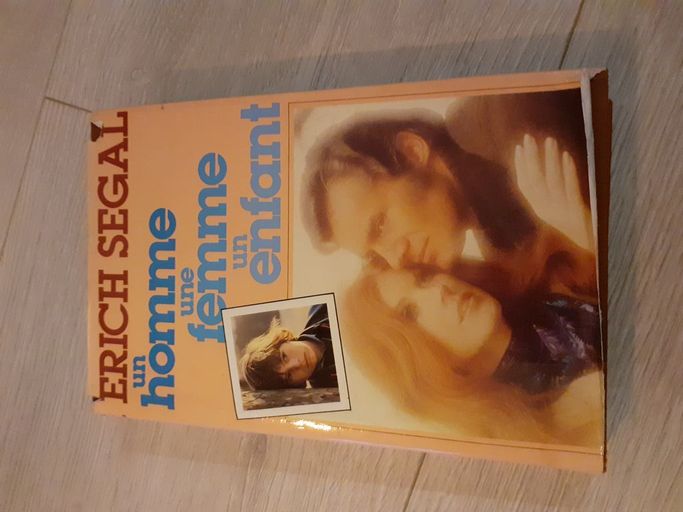 ERICH SEGAL
un
homme
une
femme
un
enfant